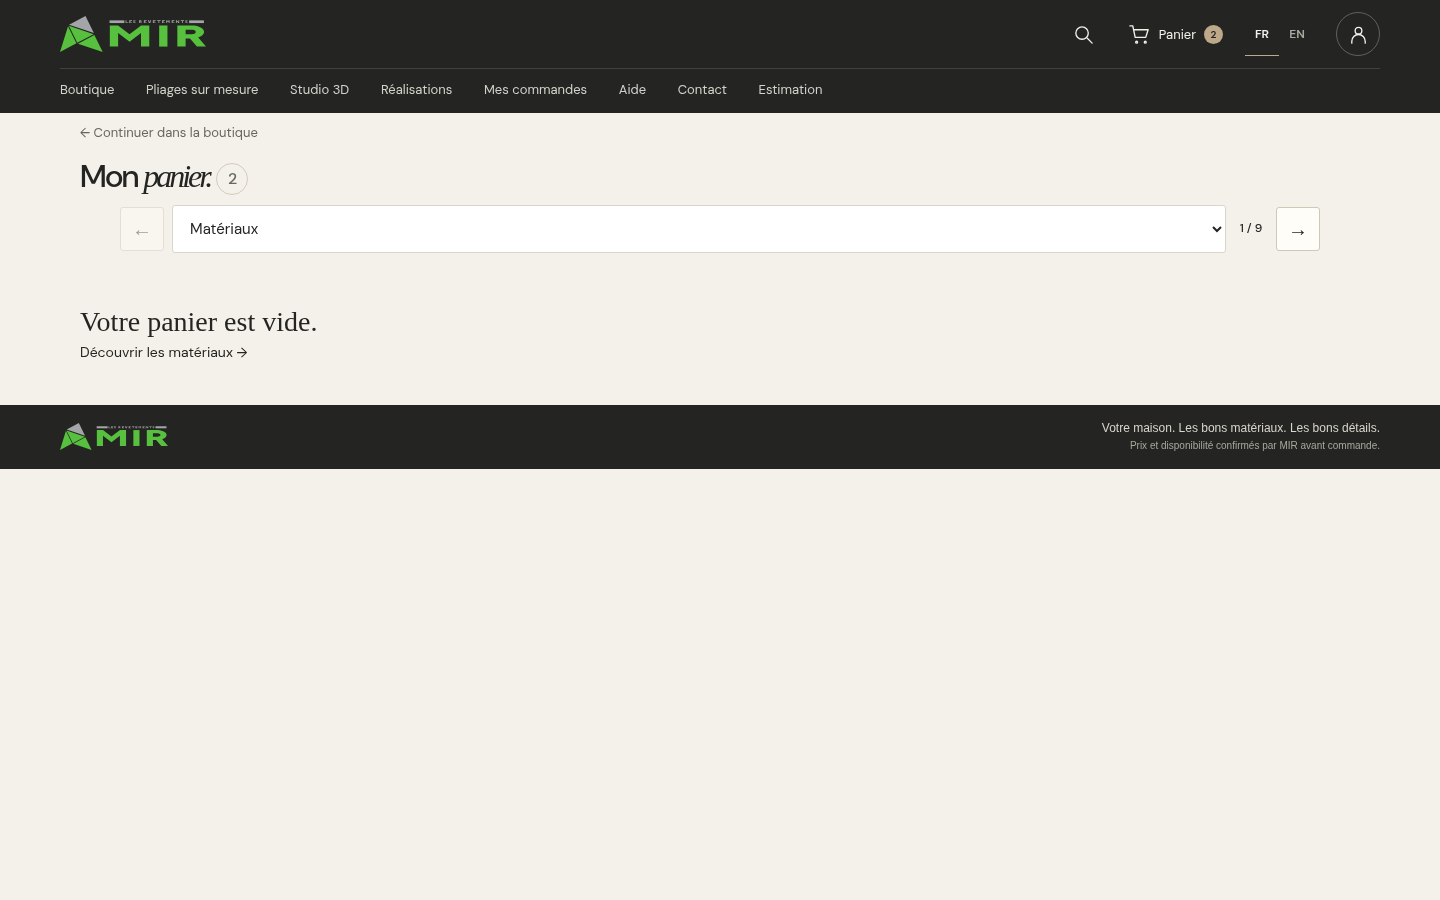 LES REVÊTEMENTS
MIR
Panier 2
FR EN
Boutique Pliages sur mesure Studio 3D Réalisations Mes commandes Aide Contact Estimation
← Continuer dans la boutique
Mon panier. 2
← Matériaux 1 / 9 →
Votre panier est vide.
Découvrir les matériaux →
LES REVÊTEMENTS
MIR
Votre maison. Les bons matériaux. Les bons détails.
Prix et disponibilité confirmés par MIR avant commande.